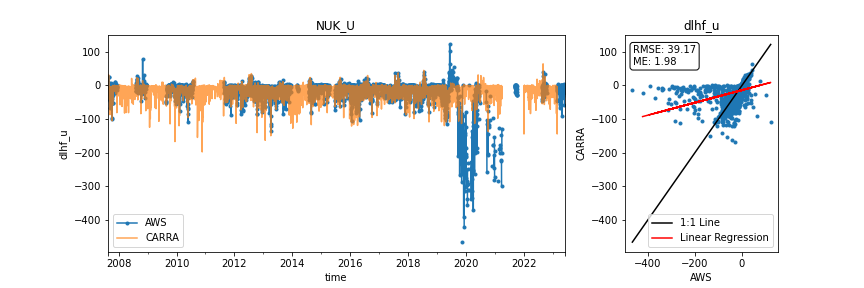 NUK_U
dlhf_u
100
0
−100
−200
−300
−400
dlhf_u
AWS
CARRA
2008
2010
2012
2014
2016
2018
2020
2022
time
RMSE: 39.17
ME: 1.98
100
0
−100
−200
−300
−400
CARRA
1:1 Line
Linear Regression
−400
−200
0
AWS